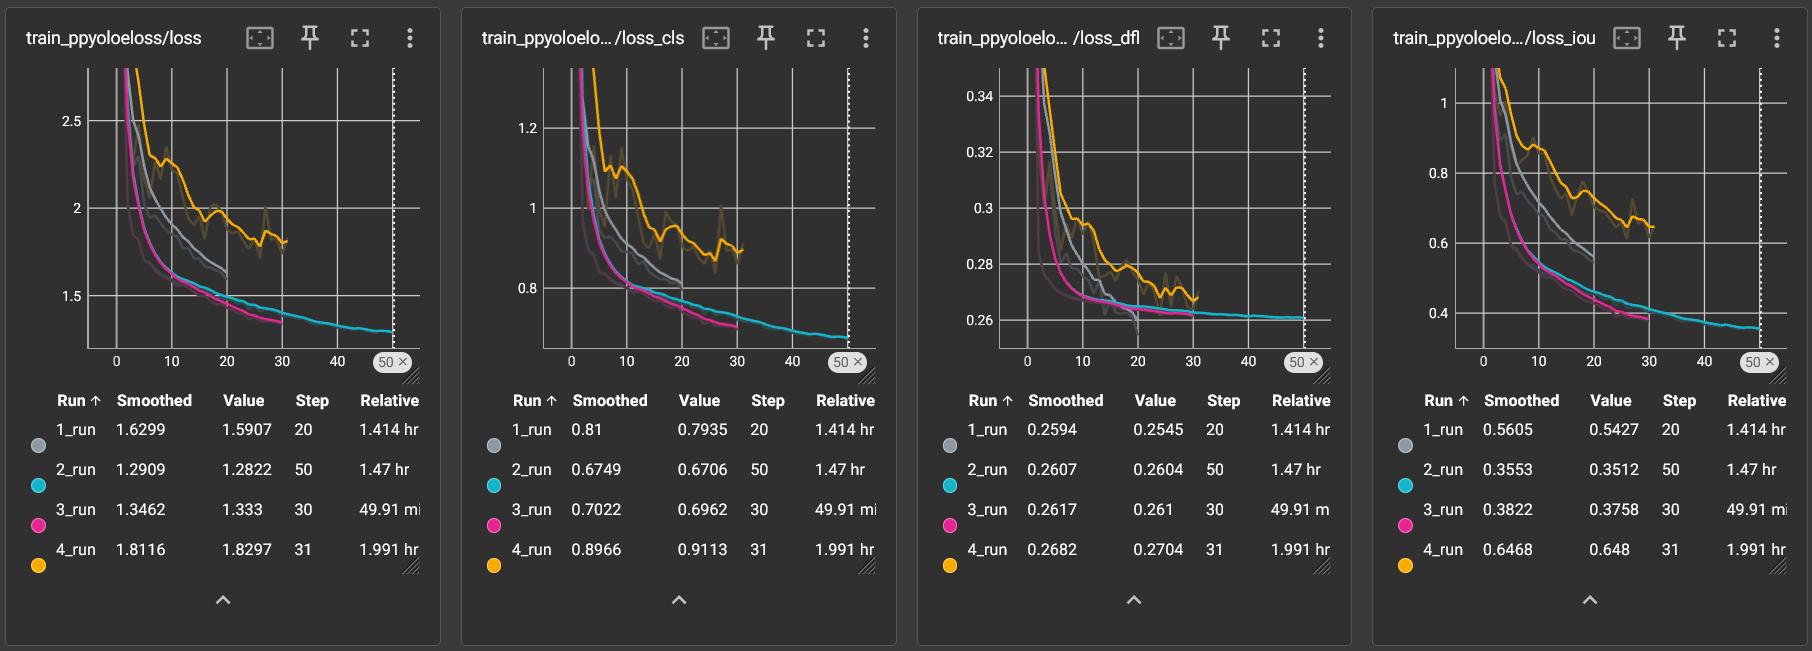 train_ppyoloeloss/loss
2.5
2
1.5
0 10 20 30 40 50 ×
Run ↑ Smoothed Value Step Relative
1_run 1.6299 1.5907 20 1.414 hr
2_run 1.2909 1.2822 50 1.47 hr
3_run 1.3462 1.333 30 49.91 mi
4_run 1.8116 1.8297 31 1.991 hr
train_ppyoloelo... /loss_cls
1.2
1
0.8
0 10 20 30 40 50 ×
Run ↑ Smoothed Value Step Relative
1_run 0.81 0.7935 20 1.414 hr
2_run 0.6749 0.6706 50 1.47 hr
3_run 0.7022 0.6962 30 49.91 mi
4_run 0.8966 0.9113 31 1.991 hr
train_ppyoloelo... /loss_dfl
0.34
0.32
0.3
0.28
0.26
0 10 20 30 40 50 ×
Run ↑ Smoothed Value Step Relative
1_run 0.2594 0.2545 20 1.414 hr
2_run 0.2607 0.2604 50 1.47 hr
3_run 0.2617 0.261 30 49.91 m
4_run 0.2682 0.2704 31 1.991 hr
train_ppyoloelo.../loss_iou
1
0.8
0.6
0.4
0 10 20 30 40 50 ×
Run ↑ Smoothed Value Step Relative
1_run 0.5605 0.5427 20 1.414 hr
2_run 0.3553 0.3512 50 1.47 hr
3_run 0.3822 0.3758 30 49.91 mi
4_run 0.6468 0.648 31 1.991 hr